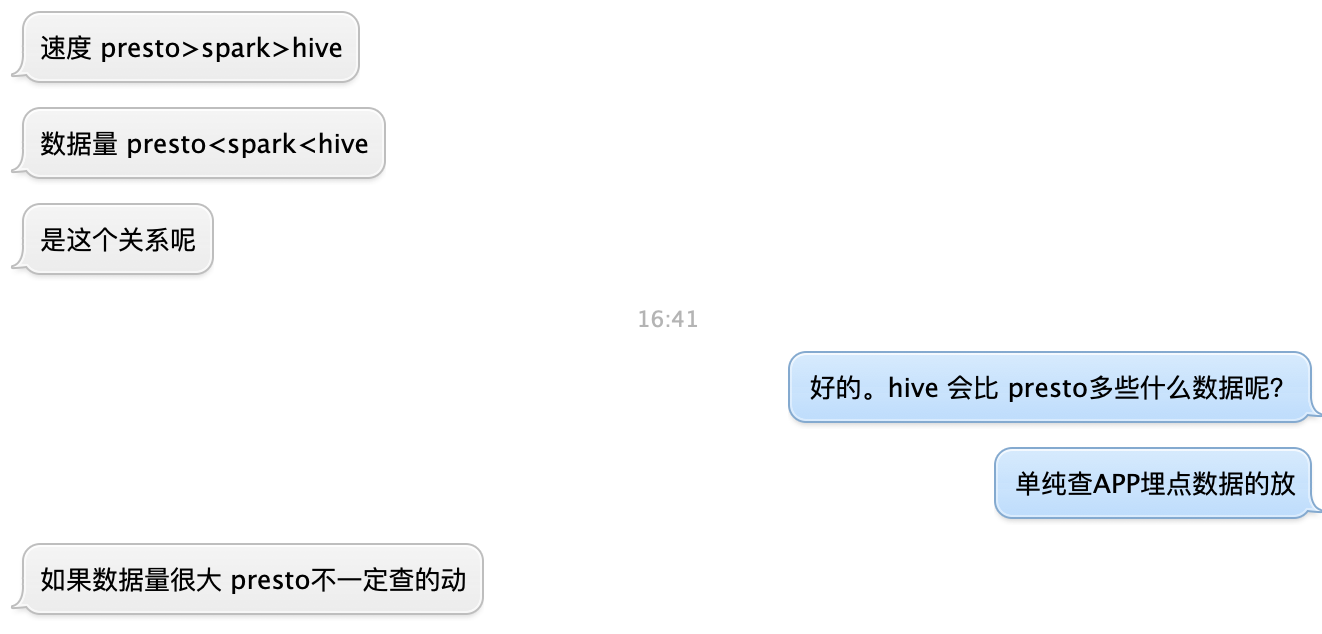 速度 presto>spark>hive
数据量 presto<spark<hive
是这个关系呢
16:41
好的。hive 会比 presto多些什么数据呢?
单纯查APP埋点数据的放
如果数据量很大 presto不一定查的动